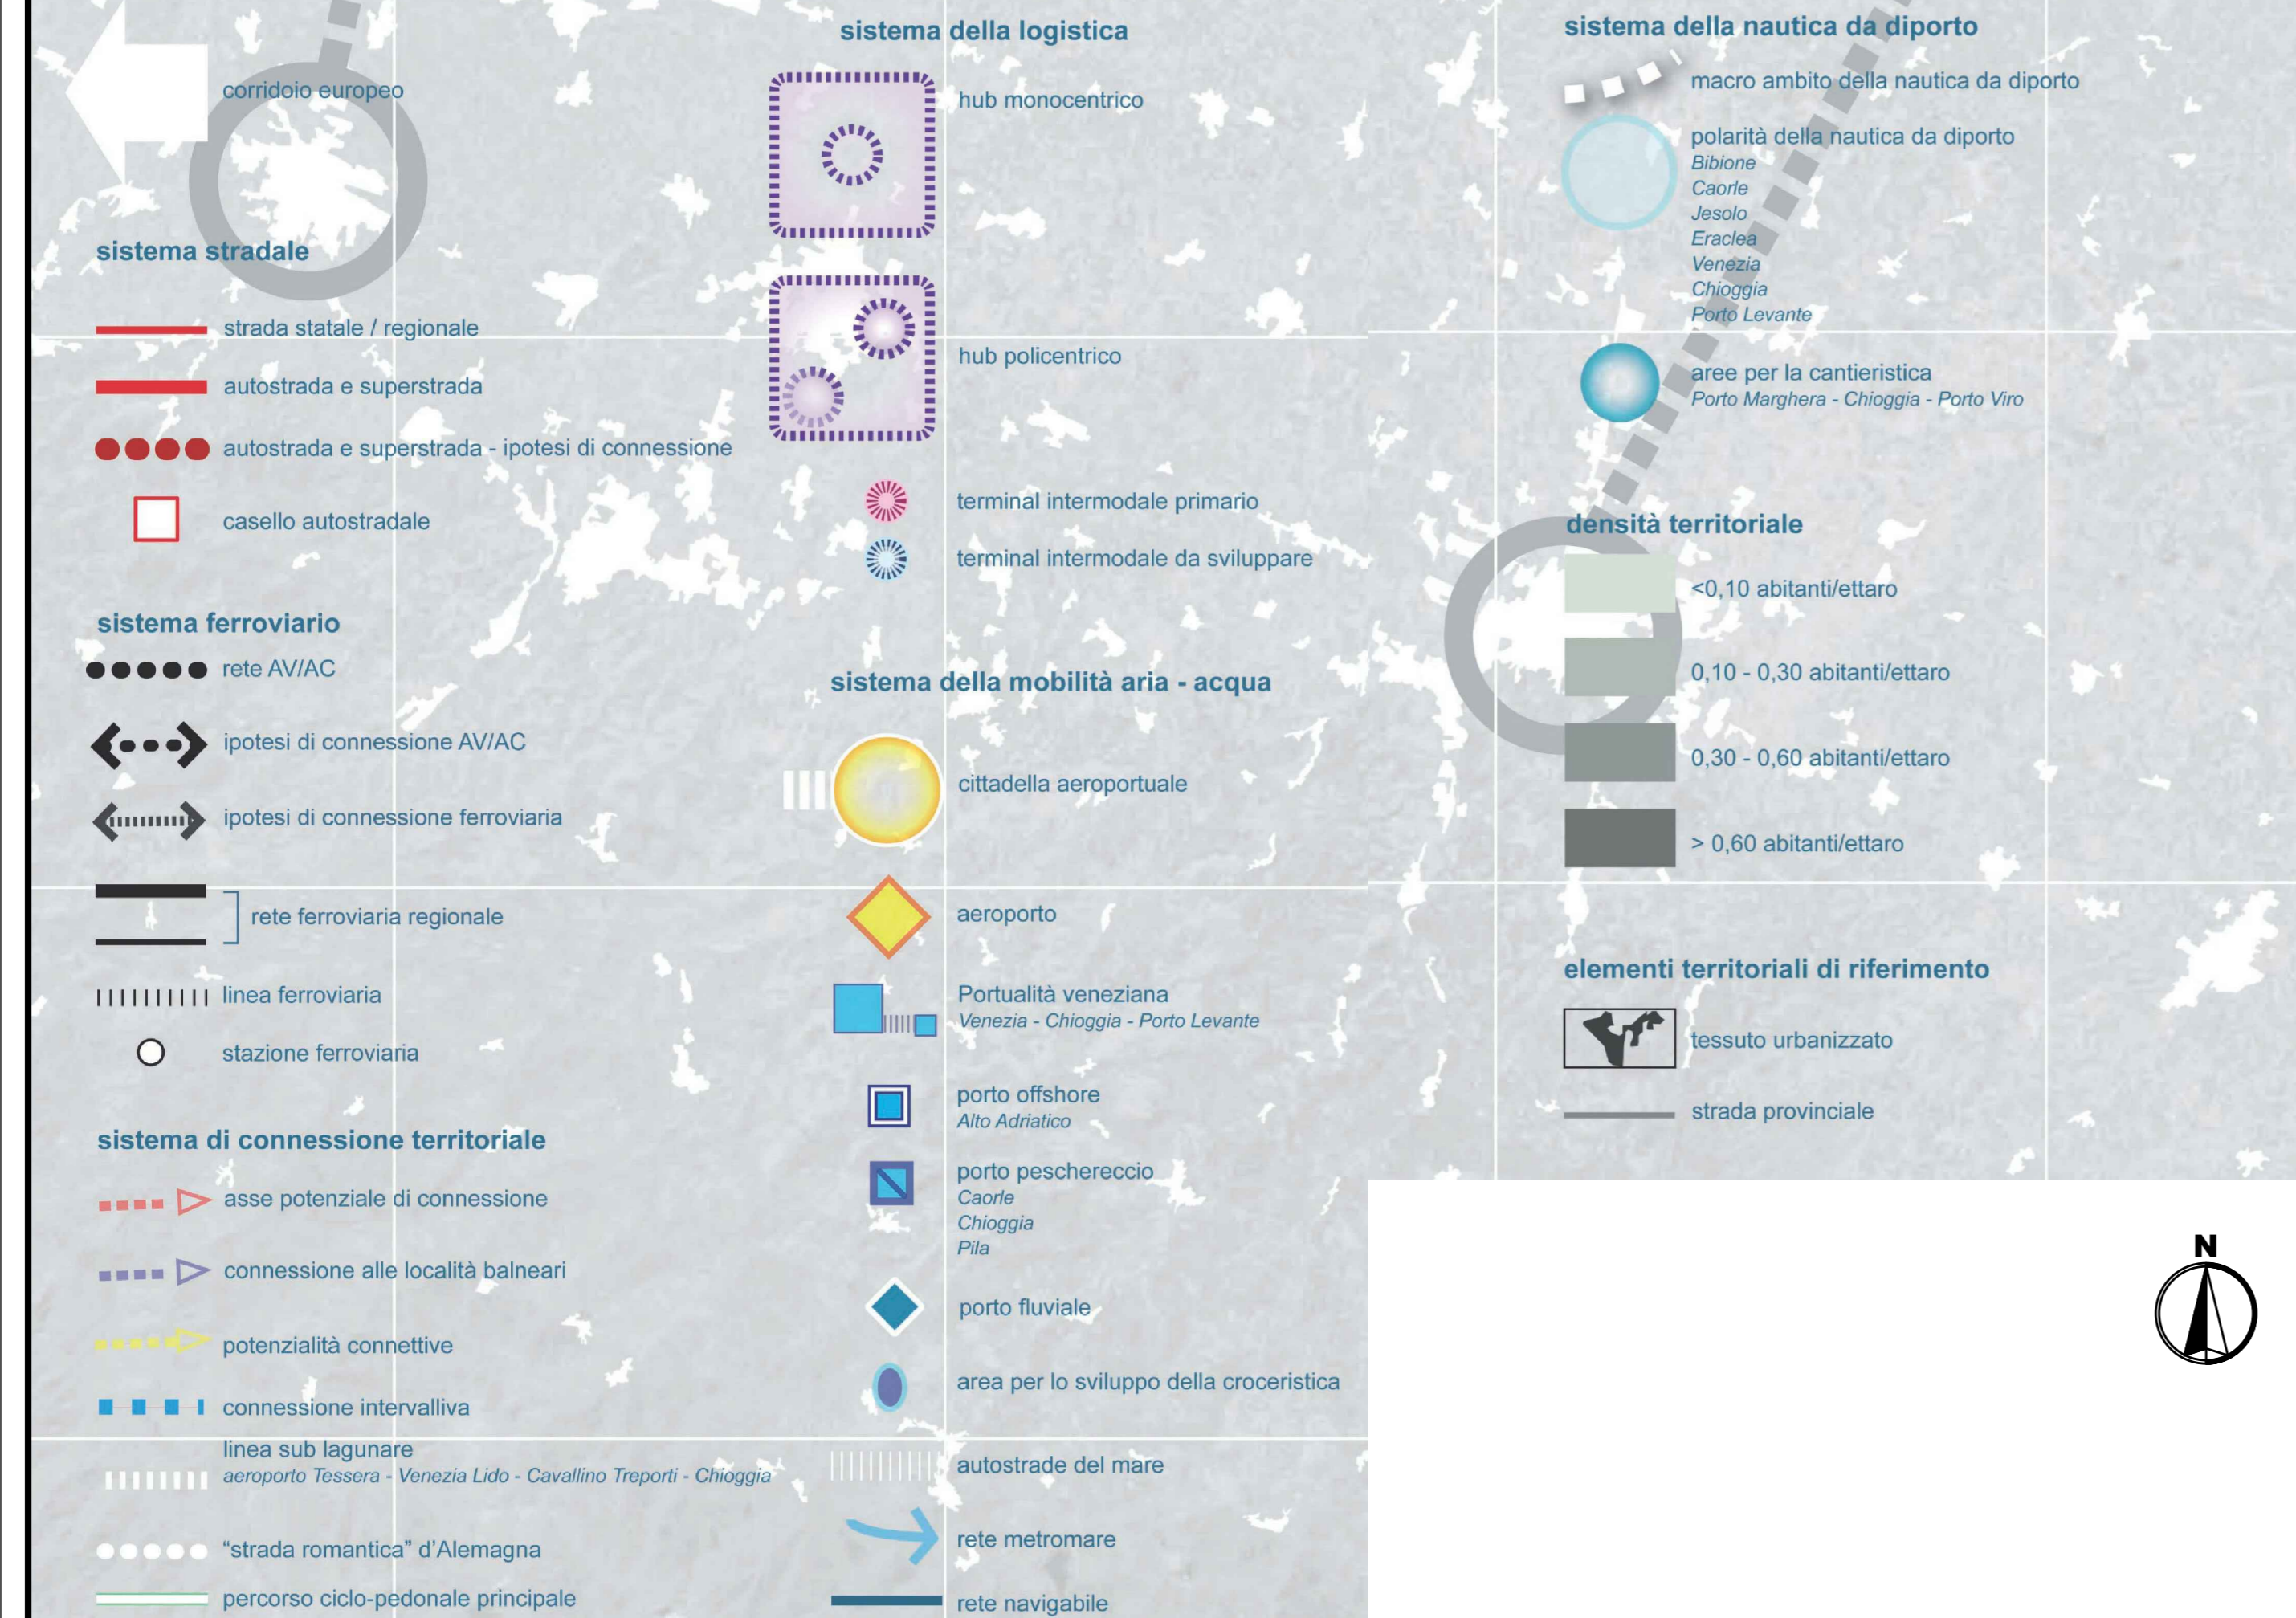 corridoio europeo
sistema stradale
strada statale / regionale
autostrada e superstrada
autostrada e superstrada - ipotesi di connessione
casello autostradale
sistema ferroviario
rete AV/AC
ipotesi di connessione AV/AC
ipotesi di connessione ferroviaria
rete ferroviaria regionale
linea ferroviaria
stazione ferroviaria
sistema di connessione territoriale
asse potenziale di connessione
connessione alle località balneari
potenzialità connettive
connessione intervalliva
linea sub lagunare
aeroporto Tessera - Venezia Lido - Cavallino Treporti - Chioggia
“strada romantica” d’Alemagna
percorso ciclo-pedonale principale
sistema della logistica
hub monocentrico
hub policentrico
terminal intermodale primario
terminal intermodale da sviluppare
sistema della mobilità aria - acqua
cittadella aeroportuale
aeroporto
Portualità veneziana
Venezia - Chioggia - Porto Levante
porto offshore
Alto Adriatico
porto peschereccio
Caorle
Chioggia
Pila
porto fluviale
area per lo sviluppo della croceristica
autostrade del mare
rete metromare
rete navigabile
sistema della nautica da diporto
macro ambito della nautica da diporto
polarità della nautica da diporto
Bibione
Caorle
Jesolo
Eraclea
Venezia
Chioggia
Porto Levante
aree per la cantieristica
Porto Marghera - Chioggia - Porto Viro
densità territoriale
<0,10 abitanti/ettaro
0,10 - 0,30 abitanti/ettaro
0,30 - 0,60 abitanti/ettaro
> 0,60 abitanti/ettaro
elementi territoriali di riferimento
tessuto urbanizzato
strada provinciale
N